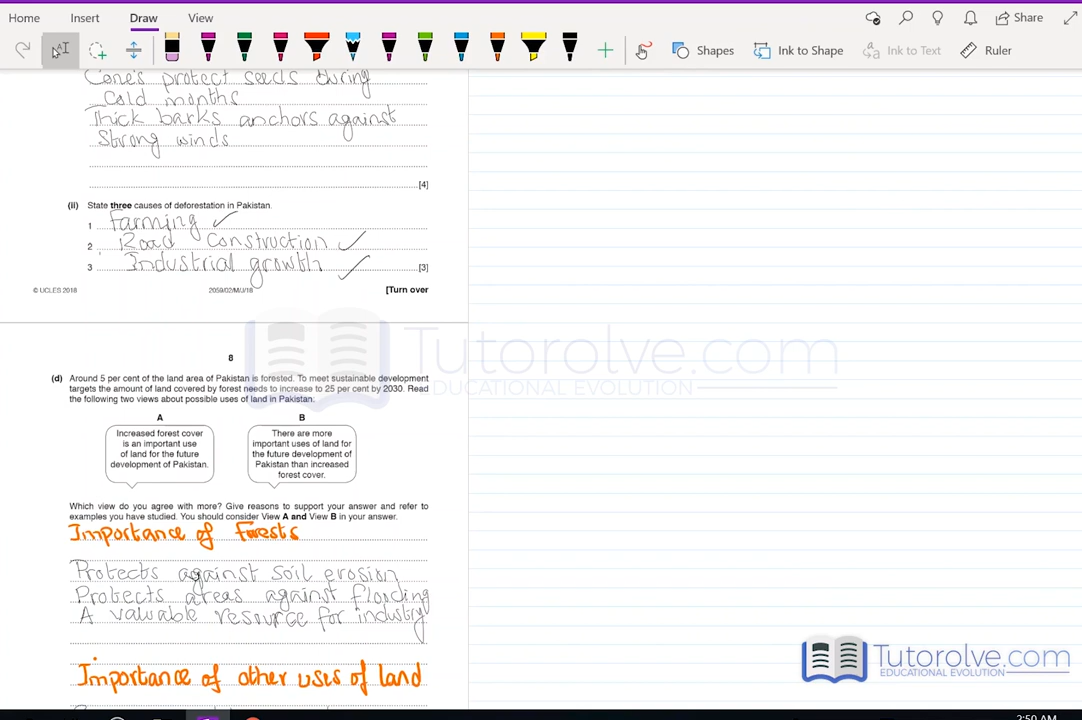 Home Insert Draw View Share
Shapes Ink to Shape Ink to Text Ruler
Cone's protect seeds during
Cold months
Thick barks anchors against
Strong winds
[4]
(ii) State three causes of deforestation in Pakistan.
1 Farming
2 Road Construction
3 Industrial growth [3]
© UCLES 2018 2059/02/M/J/18 [Turn over
Tutorolve.com
EDUCATIONAL EVOLUTION
8
(d) Around 5 per cent of the land area of Pakistan is forested. To meet sustainable development
targets the amount of land covered by forest needs to increase to 25 per cent by 2030. Read
the following two views about possible uses of land in Pakistan:
A
Increased forest cover
is an important use
of land for the future
development of Pakistan.
B
There are more
important uses of land for
the future development of
Pakistan than increased
forest cover.
Which view do you agree with more? Give reasons to support your answer and refer to
examples you have studied. You should consider View A and View B in your answer.
Importance of Forests
Protects against soil erosion
Protects areas against flooding
A valuable resource for industry
Importance of other uses of land
Tutorolve.com
EDUCATIONAL EVOLUTION
2:50 AM